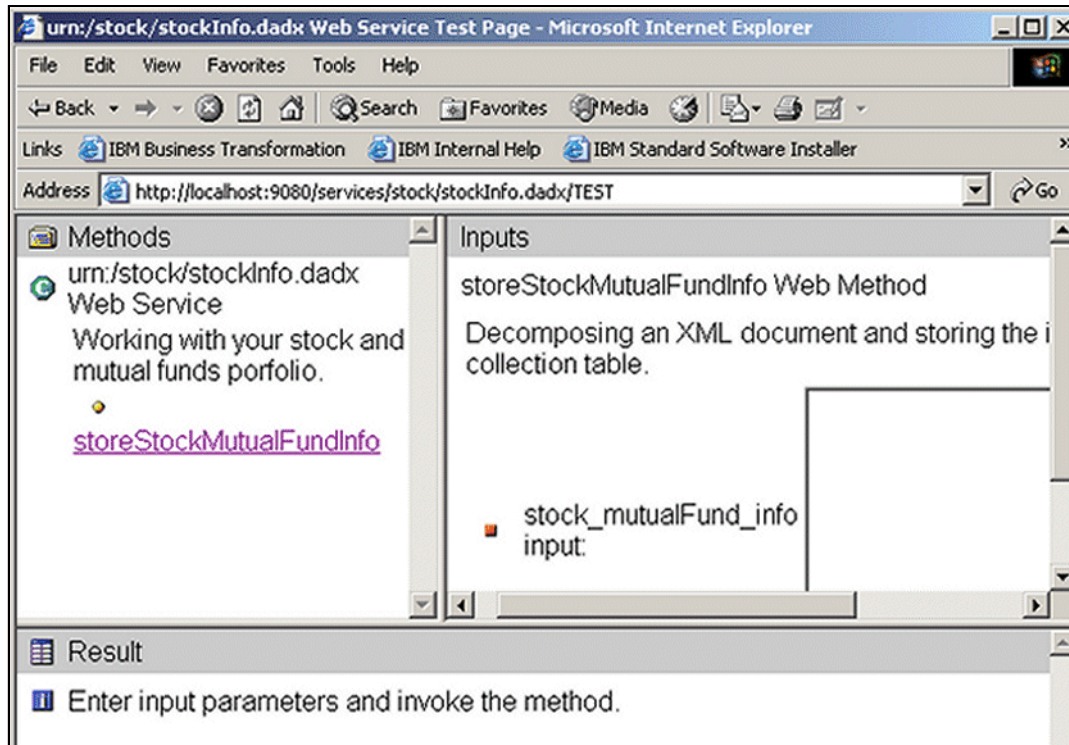 urn:/stock/stockInfo.dadx Web Service Test Page - Microsoft Internet Explorer
File Edit View Favorites Tools Help
Back Search Favorites Media
Links IBM Business Transformation IBM Internal Help IBM Standard Software Installer »
Address http://localhost:9080/services/stock/stockInfo.dadx/TEST Go
Methods
urn:/stock/stockInfo.dadx
Web Service
Working with your stock and
mutual funds porfolio.
storeStockMutualFundInfo
Inputs
storeStockMutualFundInfo Web Method
Decomposing an XML document and storing the i
collection table.
stock_mutualFund_info
input:
Result
Enter input parameters and invoke the method.